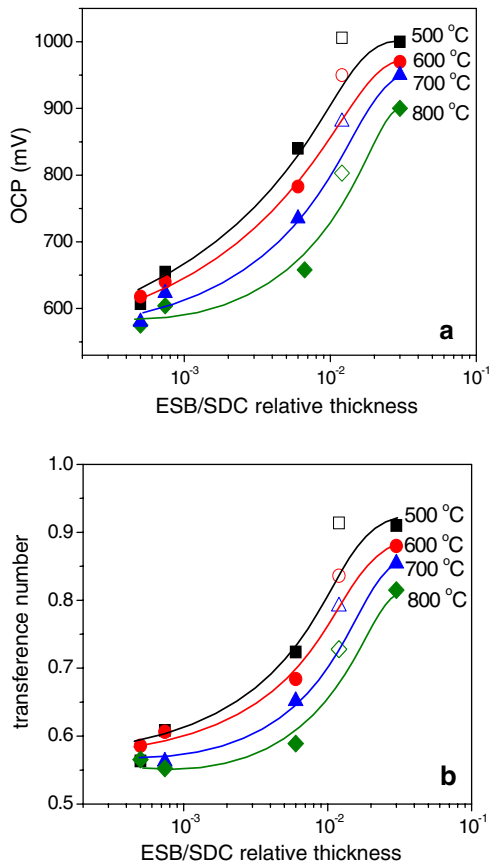 OCP (mV)
1000
900
800
700
600
500 °C
600 °C
700 °C
800 °C
a
10⁻³
10⁻²
10⁻¹
ESB/SDC relative thickness
transference number
1.0
0.9
0.8
0.7
0.6
0.5
500 °C
600 °C
700 °C
800 °C
b
10⁻³
10⁻²
10⁻¹
ESB/SDC relative thickness